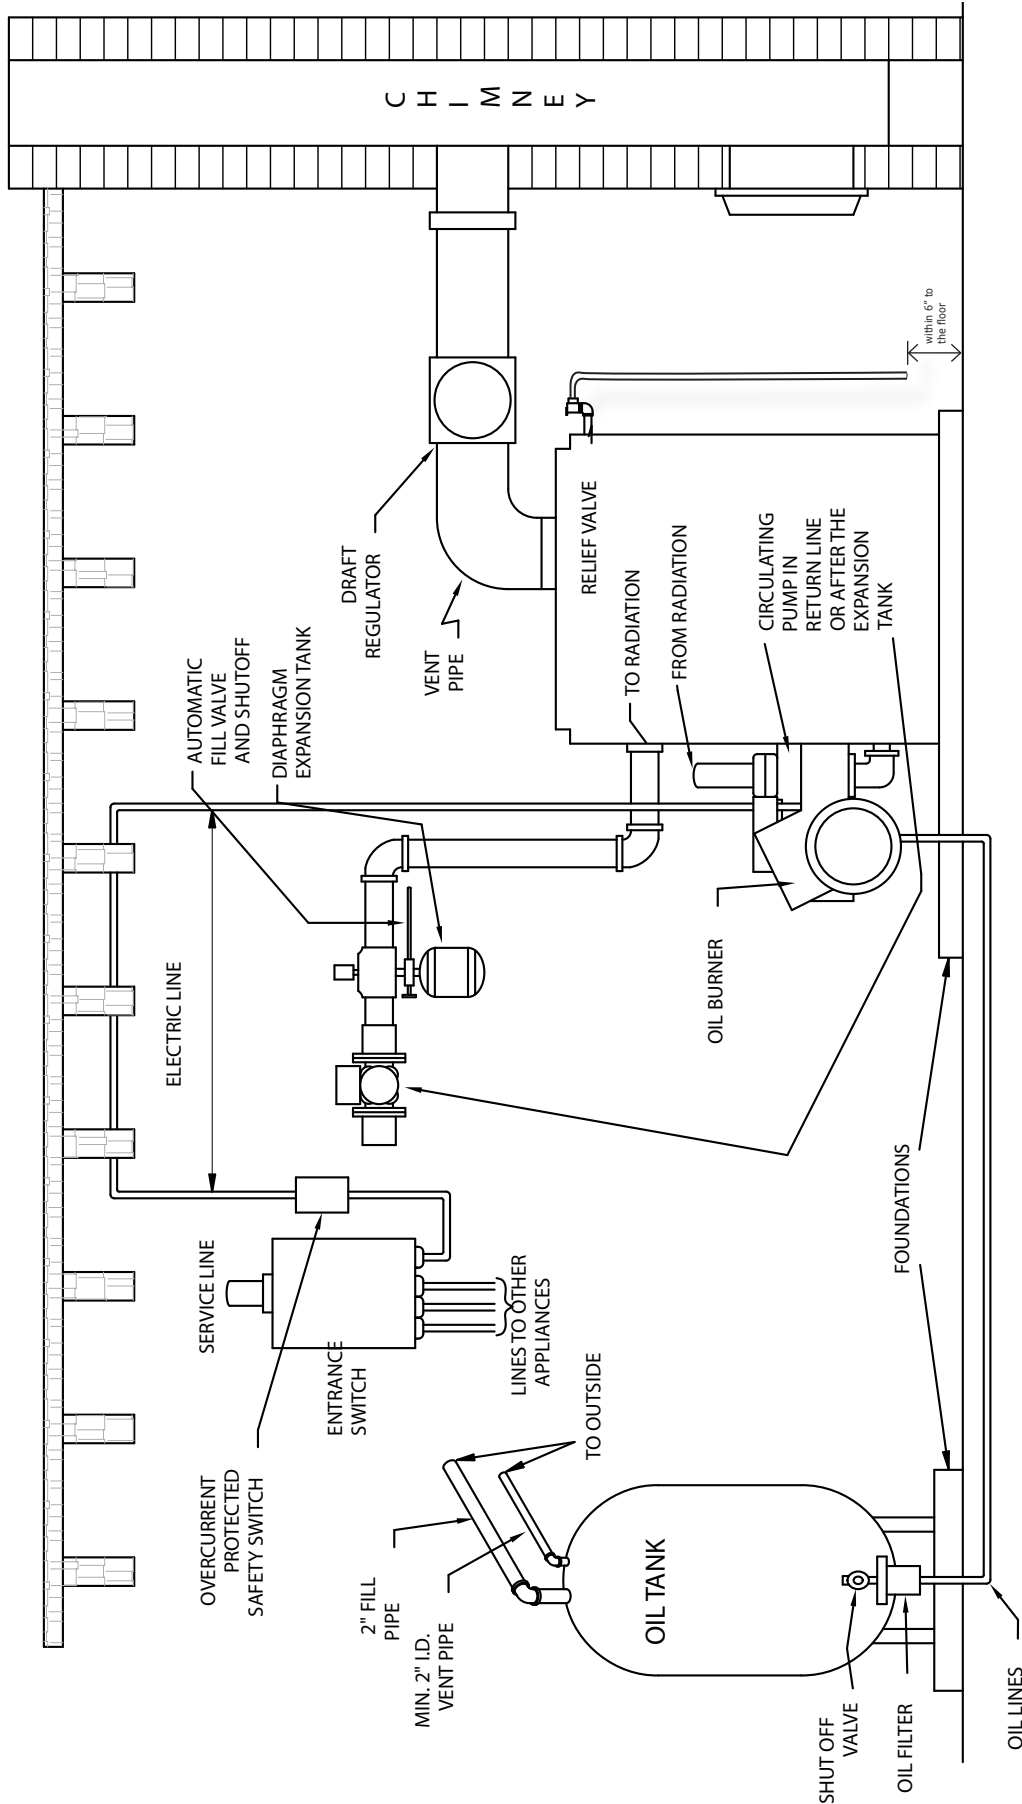 CHIMNEY
AUTOMATIC
FILL VALVE
AND SHUTOFF
DIAPHRAGM
EXPANSION TANK
DRAFT
REGULATOR
VENT
PIPE
ELECTRIC LINE
SERVICE LINE
OVERCURRENT
PROTECTED
SAFETY SWITCH
ENTRANCE
SWITCH
LINES TO OTHER
APPLIANCES
2" FILL
PIPE
MIN. 2" I.D.
VENT PIPE
TO OUTSIDE
RELIEF VALVE
TO RADIATION
FROM RADIATION
CIRCULATING
PUMP IN
RETURN LINE
OR AFTER THE
EXPANSION
TANK
within 6" to
the floor
OIL BURNER
OIL TANK
FOUNDATIONS
SHUT OFF
VALVE
OIL FILTER
OIL LINES